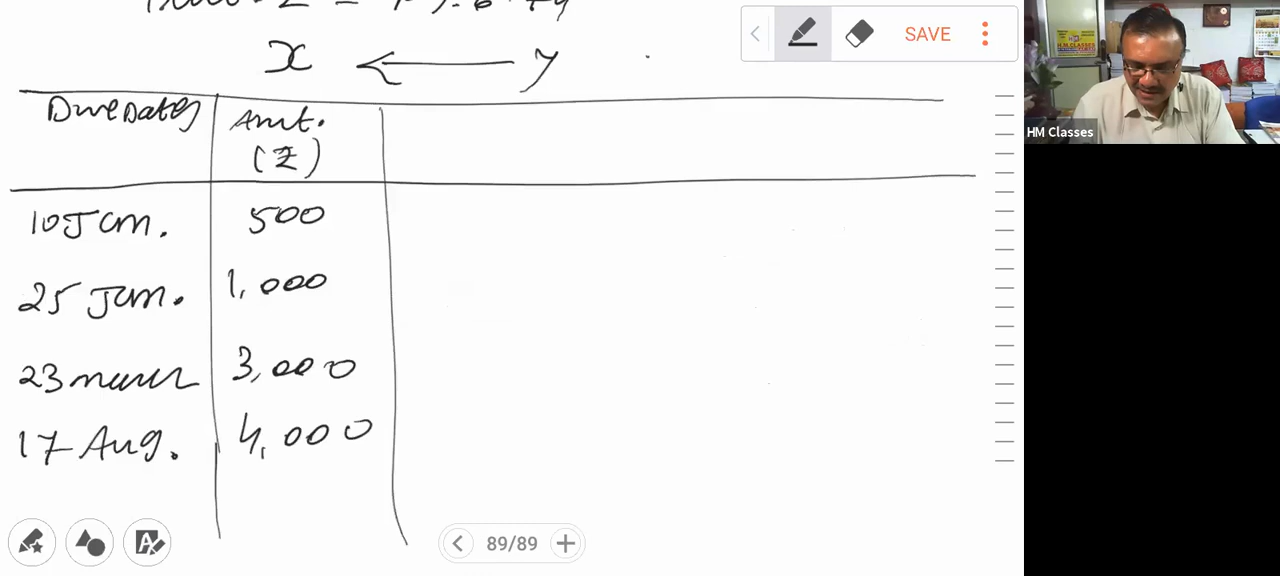 x ← y
Due Dates Amt.
(₹)
10 Jan. 500
25 Jan. 1,000
23 March 3,000
17 Aug. 4,000
SAVE
HM Classes
89/89